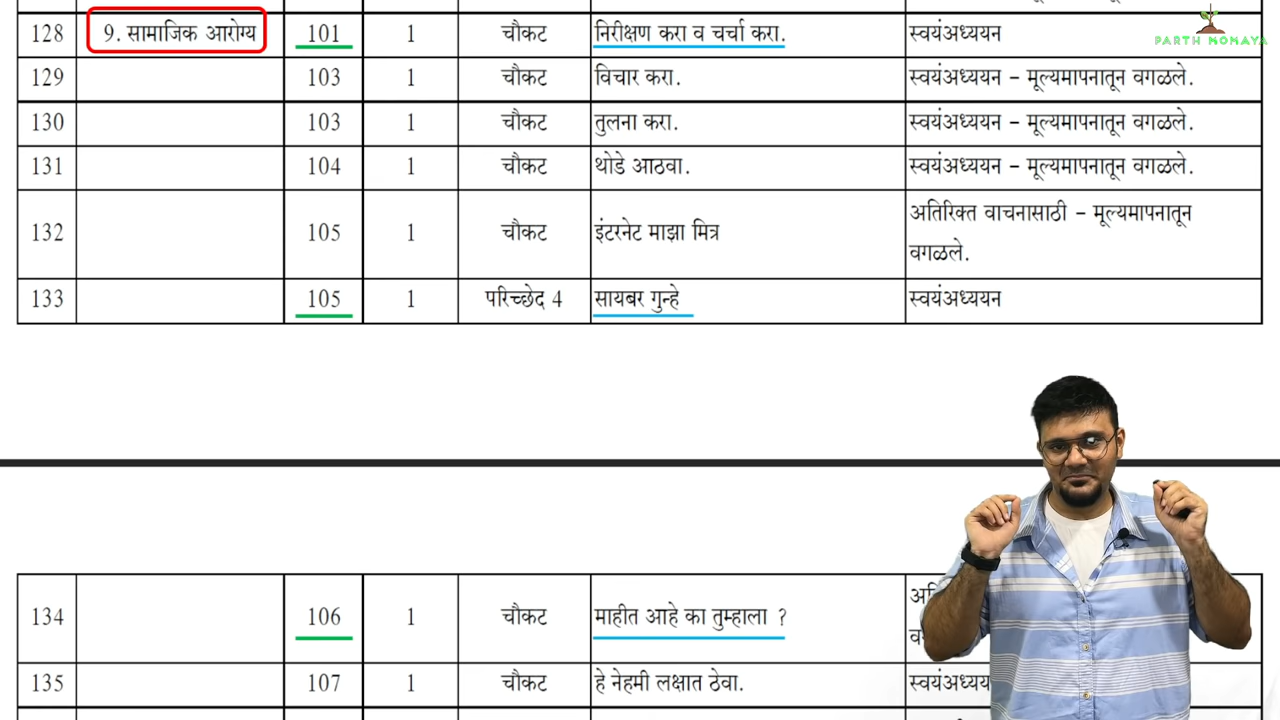 PARTH MOMAYA
128 9. सामाजिक आरोग्य 101 1 चौकट निरीक्षण करा व चर्चा करा. स्वयंअध्ययन
129 103 1 चौकट विचार करा. स्वयंअध्ययन – मूल्यमापनातून वगळले.
130 103 1 चौकट तुलना करा. स्वयंअध्ययन – मूल्यमापनातून वगळले.
131 104 1 चौकट थोडे आठवा. स्वयंअध्ययन – मूल्यमापनातून वगळले.
132 105 1 चौकट इंटरनेट माझा मित्र अतिरिक्त वाचनासाठी – मूल्यमापनातून
वगळले.
133 105 1 परिच्छेद 4 सायबर गुन्हे स्वयंअध्ययन
134 106 1 चौकट माहीत आहे का तुम्हाला ?
135 107 1 चौकट हे नेहमी लक्षात ठेवा.